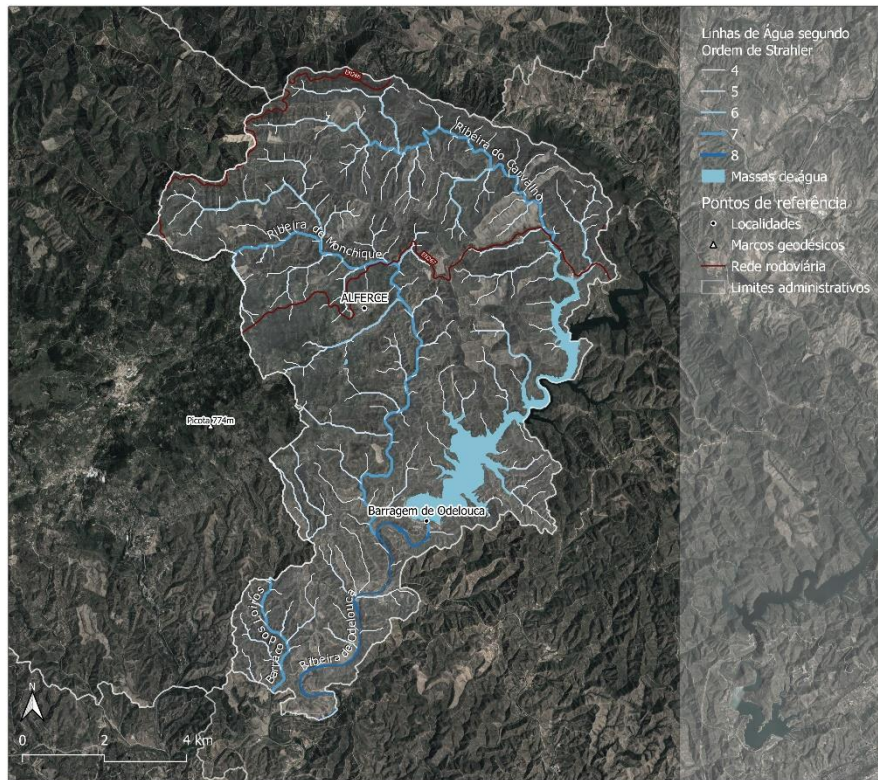 Linhas de Água segundo
Ordem de Strahler
4
5
6
7
8
Massas de água
Pontos de referência
Localidades
Marcos geodésicos
Rede rodoviária
Limites administrativos
Ribeira do Carvalho
Ribeira de Monchique
EN267
ALFERCE
Picota 774m
Barragem de Odelouca
Barranco dos Loiros
Ribeira de Odelouca
N
0 2 4 km